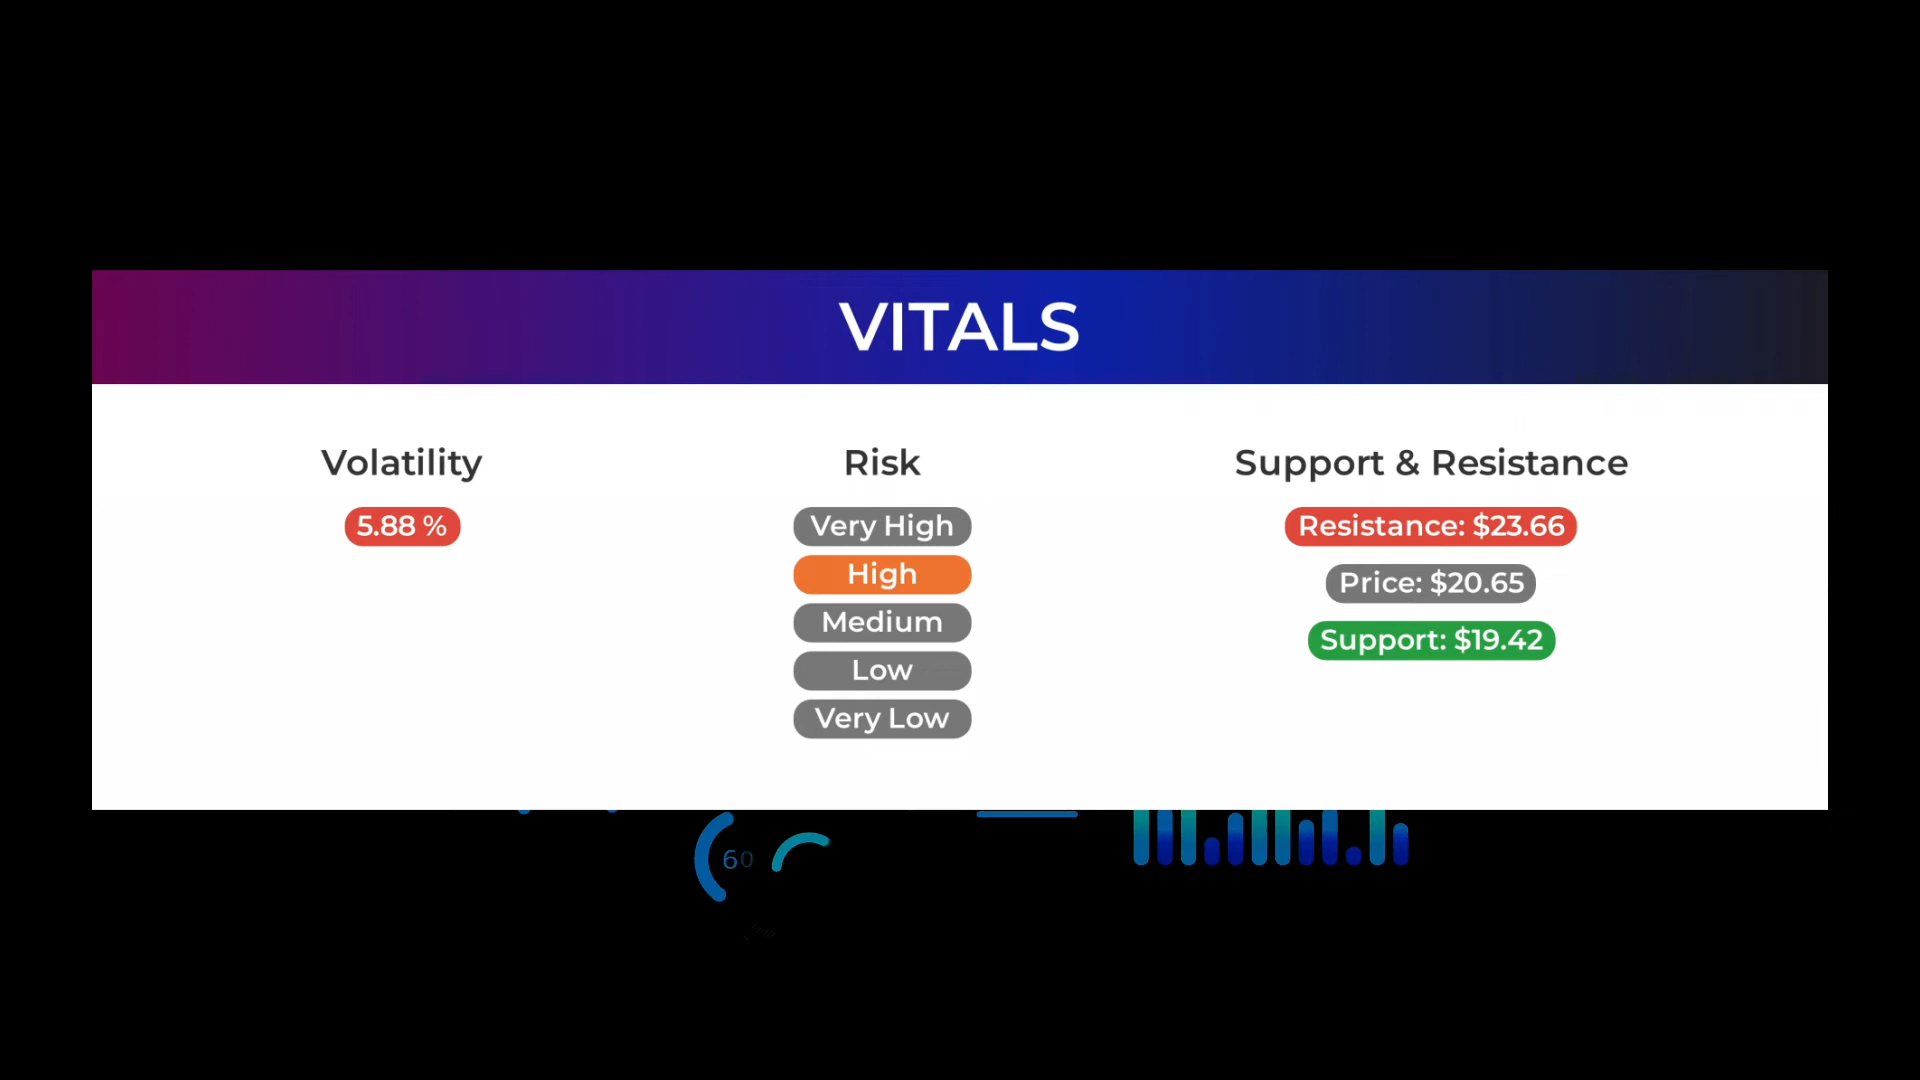 VITALS
Volatility
5.88 %
Risk
Very High
High
Medium
Low
Very Low
Support & Resistance
Resistance: $23.66
Price: $20.65
Support: $19.42
60